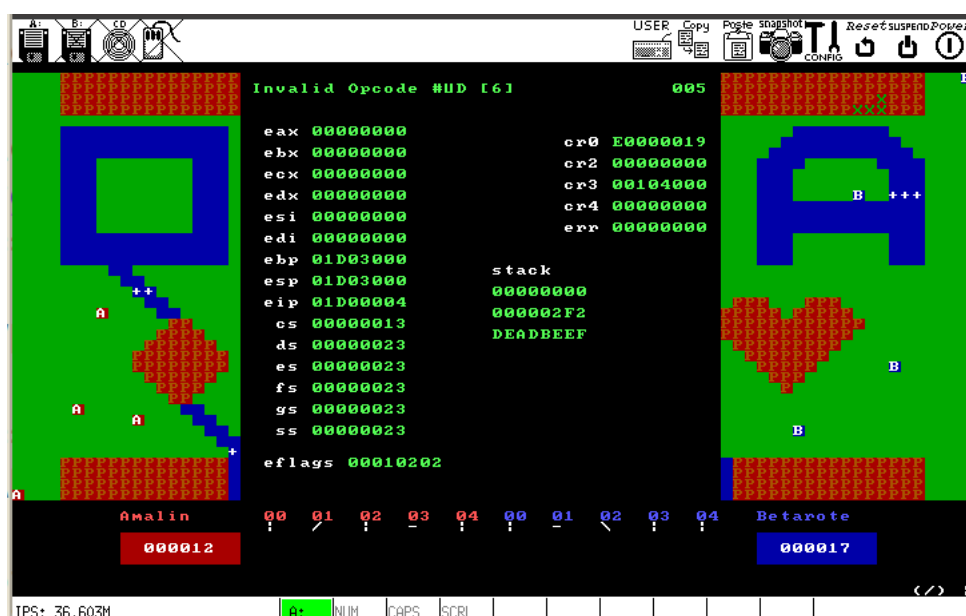 A: B: CD USER Copy Paste snapshot Reset SUSPEND Power
CONFIG
Invalid Opcode #UD [6] 005
eax 00000000
ebx 00000000
ecx 00000000
edx 00000000
esi 00000000
edi 00000000
ebp 01D03000
esp 01D03000
eip 01D00004
cs 00000013
ds 00000023
es 00000023
fs 00000023
gs 00000023
ss 00000023
eflags 00010202
cr0 E0000019
cr2 00000000
cr3 00104000
cr4 00000000
err 00000000
stack
00000000
000002F2
DEADBEEF
Amalin 00 01 02 03 04 00 01 02 03 04 Betarote
000012 000017
IPS: 36.603M A: NUM CAPS SCRL